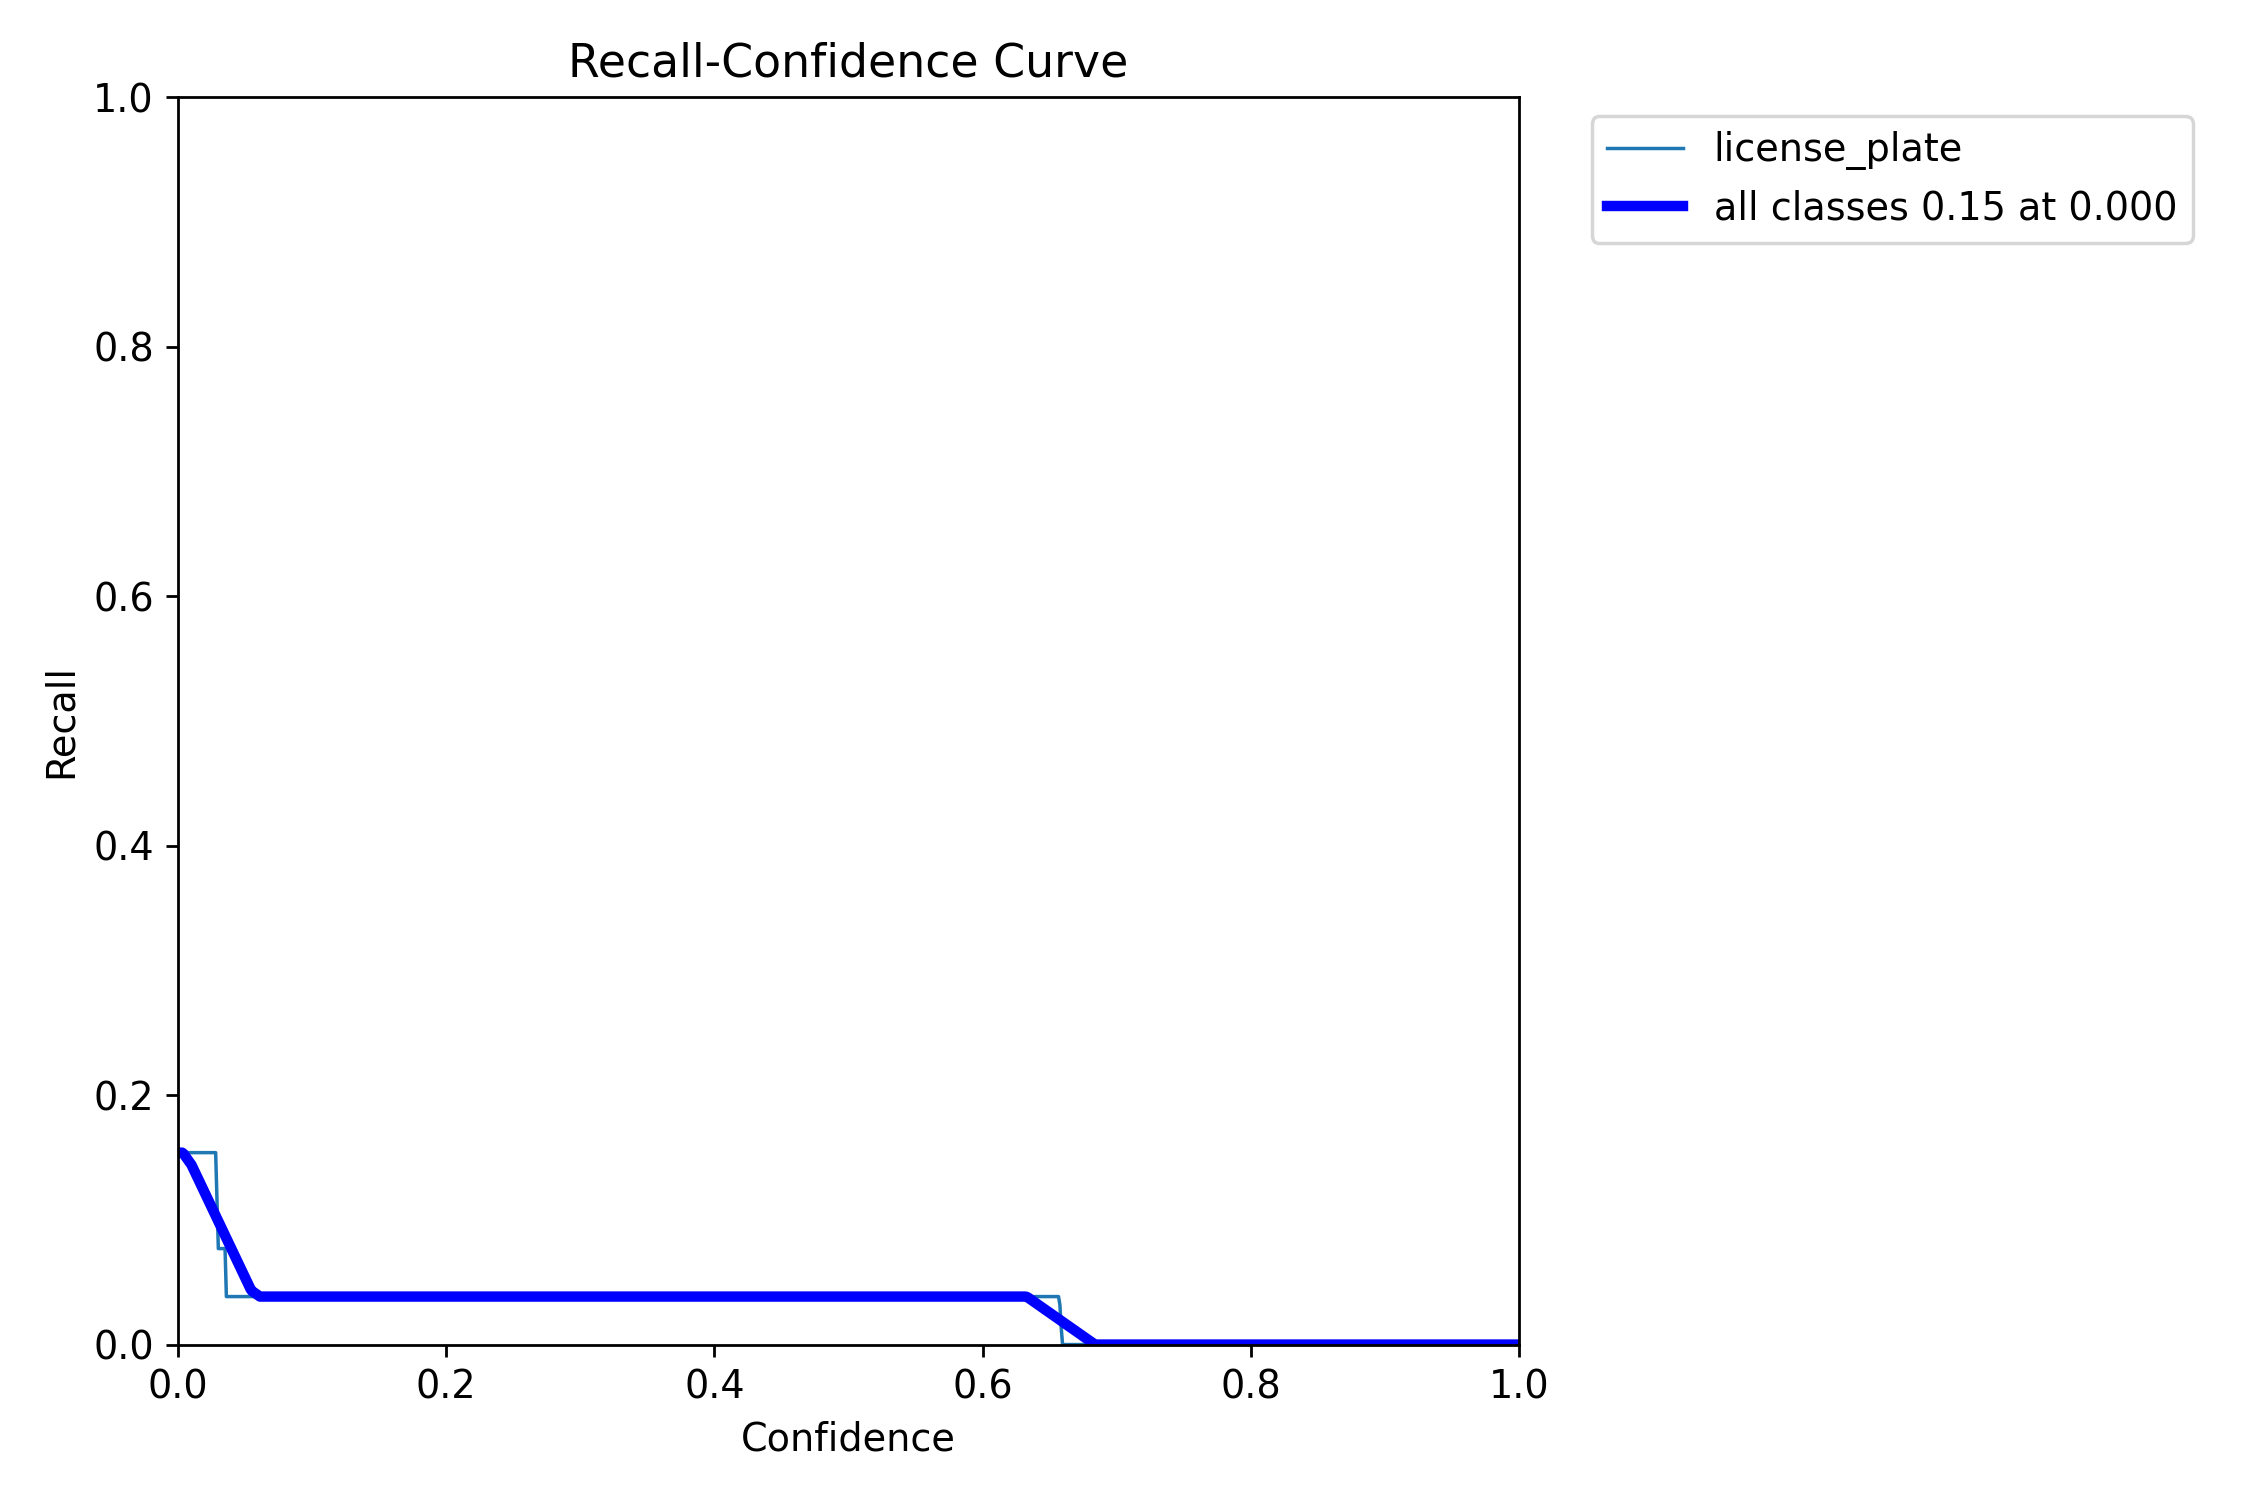 Recall-Confidence Curve
1.0
0.8
0.6
0.4
0.2
0.0
Recall
0.0 0.2 0.4 0.6 0.8 1.0
Confidence
license_plate
all classes 0.15 at 0.000